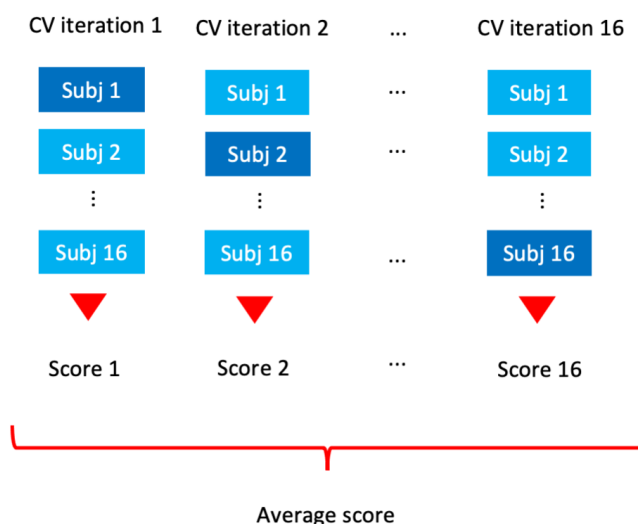 CV iteration 1 CV iteration 2 ... CV iteration 16
Subj 1 Subj 1 ... Subj 1
Subj 2 Subj 2 ... Subj 2
⋮ ⋮ ⋮
Subj 16 Subj 16 ... Subj 16
Score 1 Score 2 ... Score 16
Average score